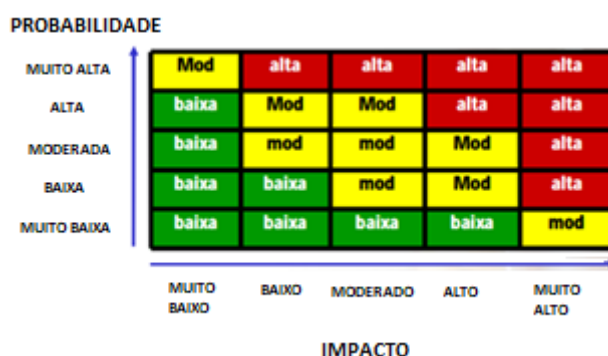 PROBABILIDADE
MUITO ALTA Mod alta alta alta alta
ALTA baixa Mod Mod alta alta
MODERADA baixa mod mod Mod alta
BAIXA baixa baixa mod Mod alta
MUITO BAIXA baixa baixa baixa baixa mod
MUITO BAIXO MODERADO ALTO MUITO
BAIXO ALTO
IMPACTO